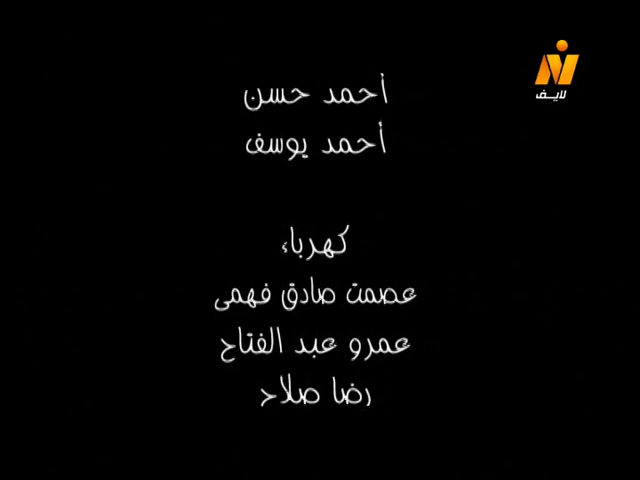 لايف
أحمد حسن
أحمد يوسف
كهرباء
عصمت صادق فهمى
عمرو عبد الفتاح
رضا صلاح